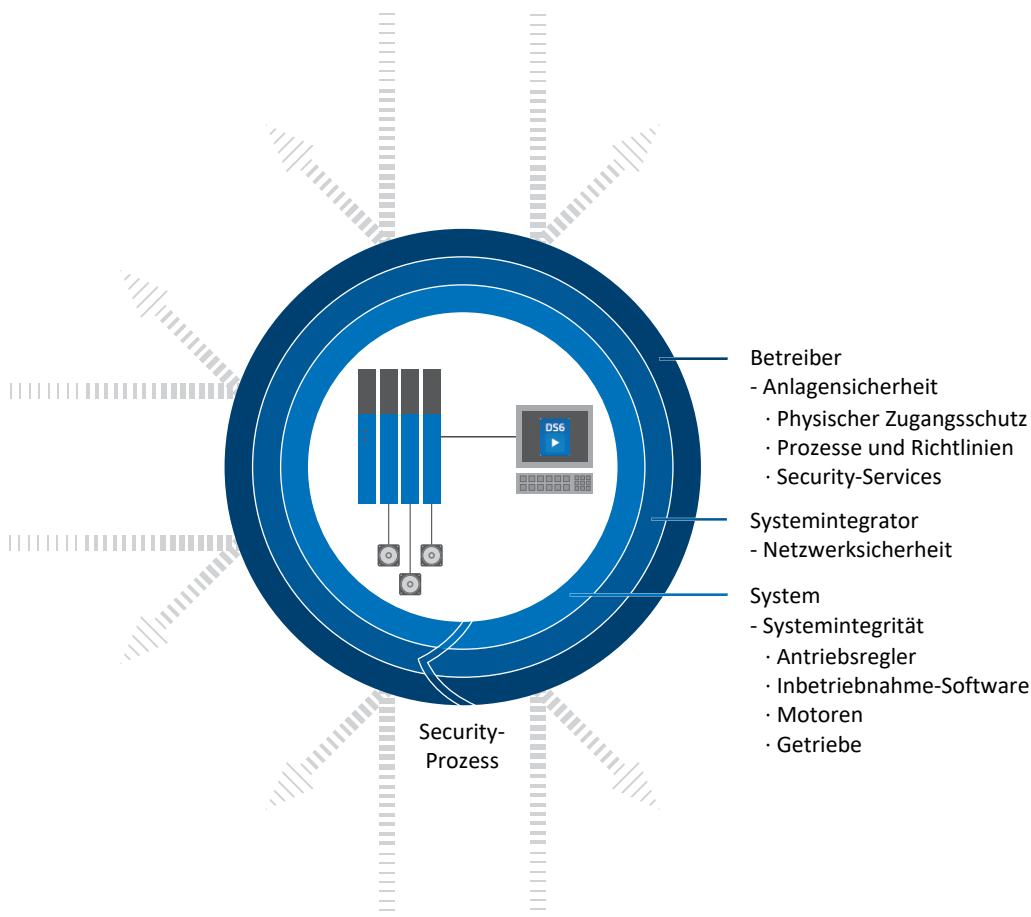 DS6
Betreiber
- Anlagensicherheit
· Physischer Zugangsschutz
· Prozesse und Richtlinien
· Security-Services
Systemintegrator
- Netzwerksicherheit
System
- Systemintegrität
· Antriebsregler
· Inbetriebnahme-Software
· Motoren
· Getriebe
Security-
Prozess